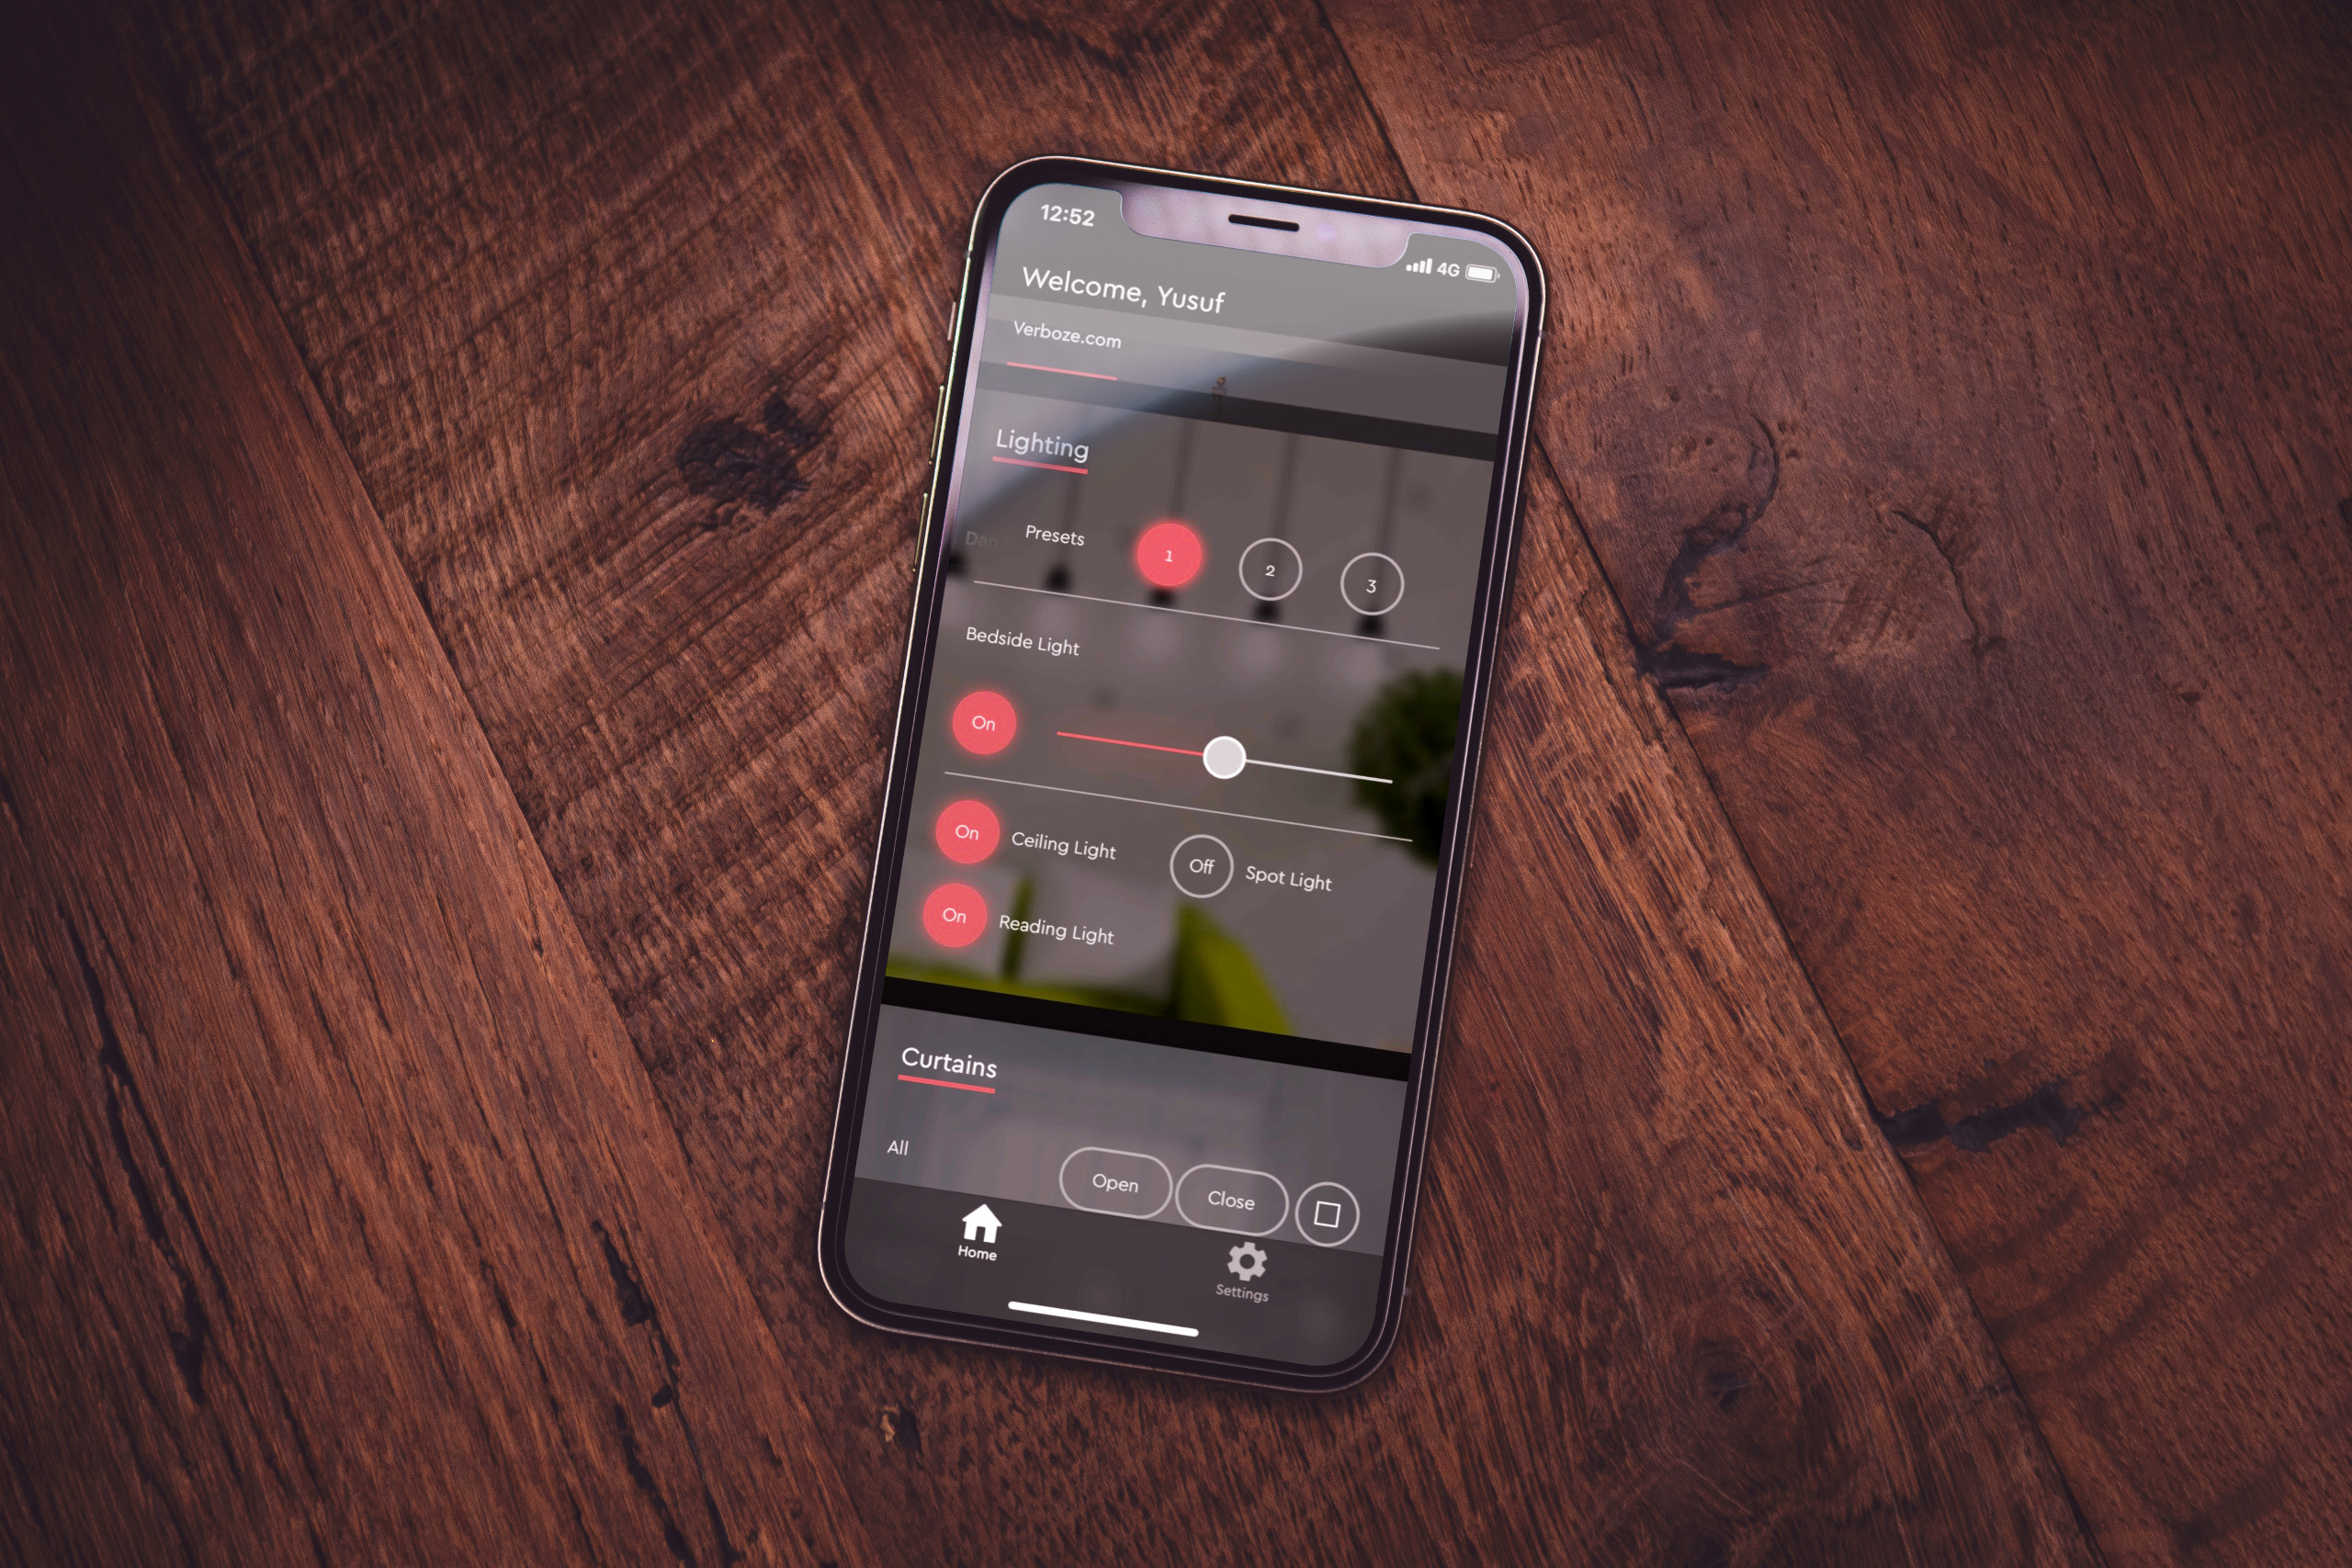 12:52
4G
Welcome, Yusuf
Verboze.com
Lighting
Dan
Presets 1 2 3
Bedside Light
On
On Ceiling Light Off Spot Light
On Reading Light
Curtains
All Open Close
Home Settings